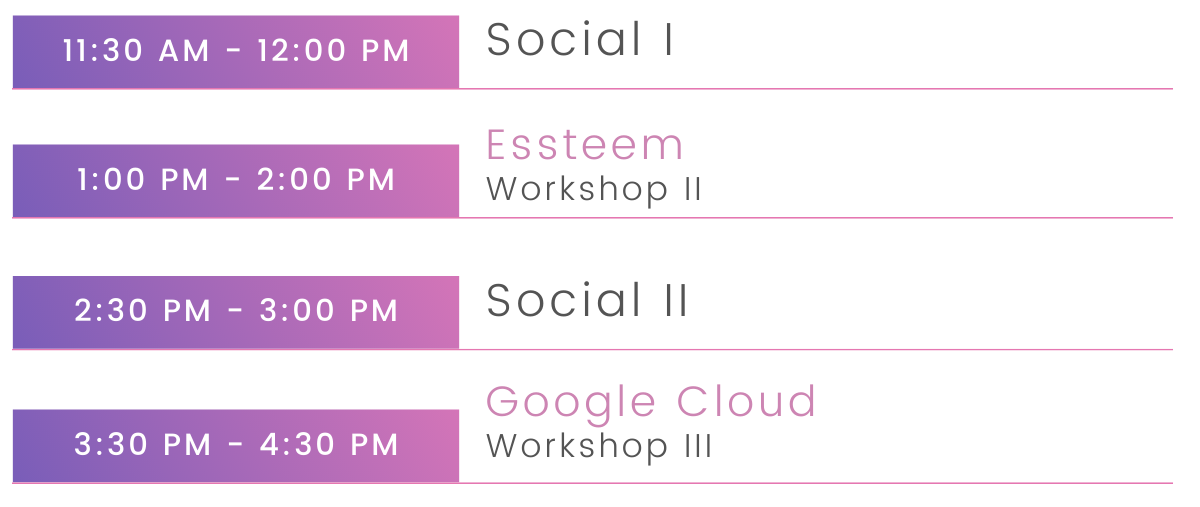 11:30 AM - 12:00 PM
Social I
1:00 PM - 2:00 PM
Essteem
Workshop II
2:30 PM - 3:00 PM
Social II
3:30 PM - 4:30 PM
Google Cloud
Workshop III